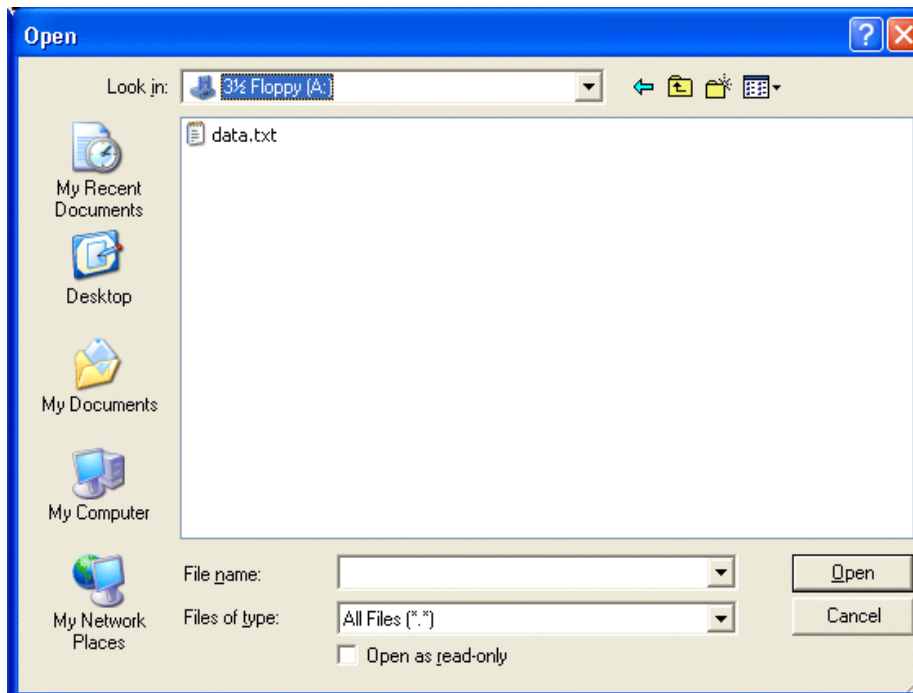 Open
Look in:
3½ Floppy (A:
data.txt
My Recent
Documents
Desktop
My Documents
My Computer
My Network
Places
File name:
Open
Files of type:
All Files (*.*)
Cancel
Open as read-only